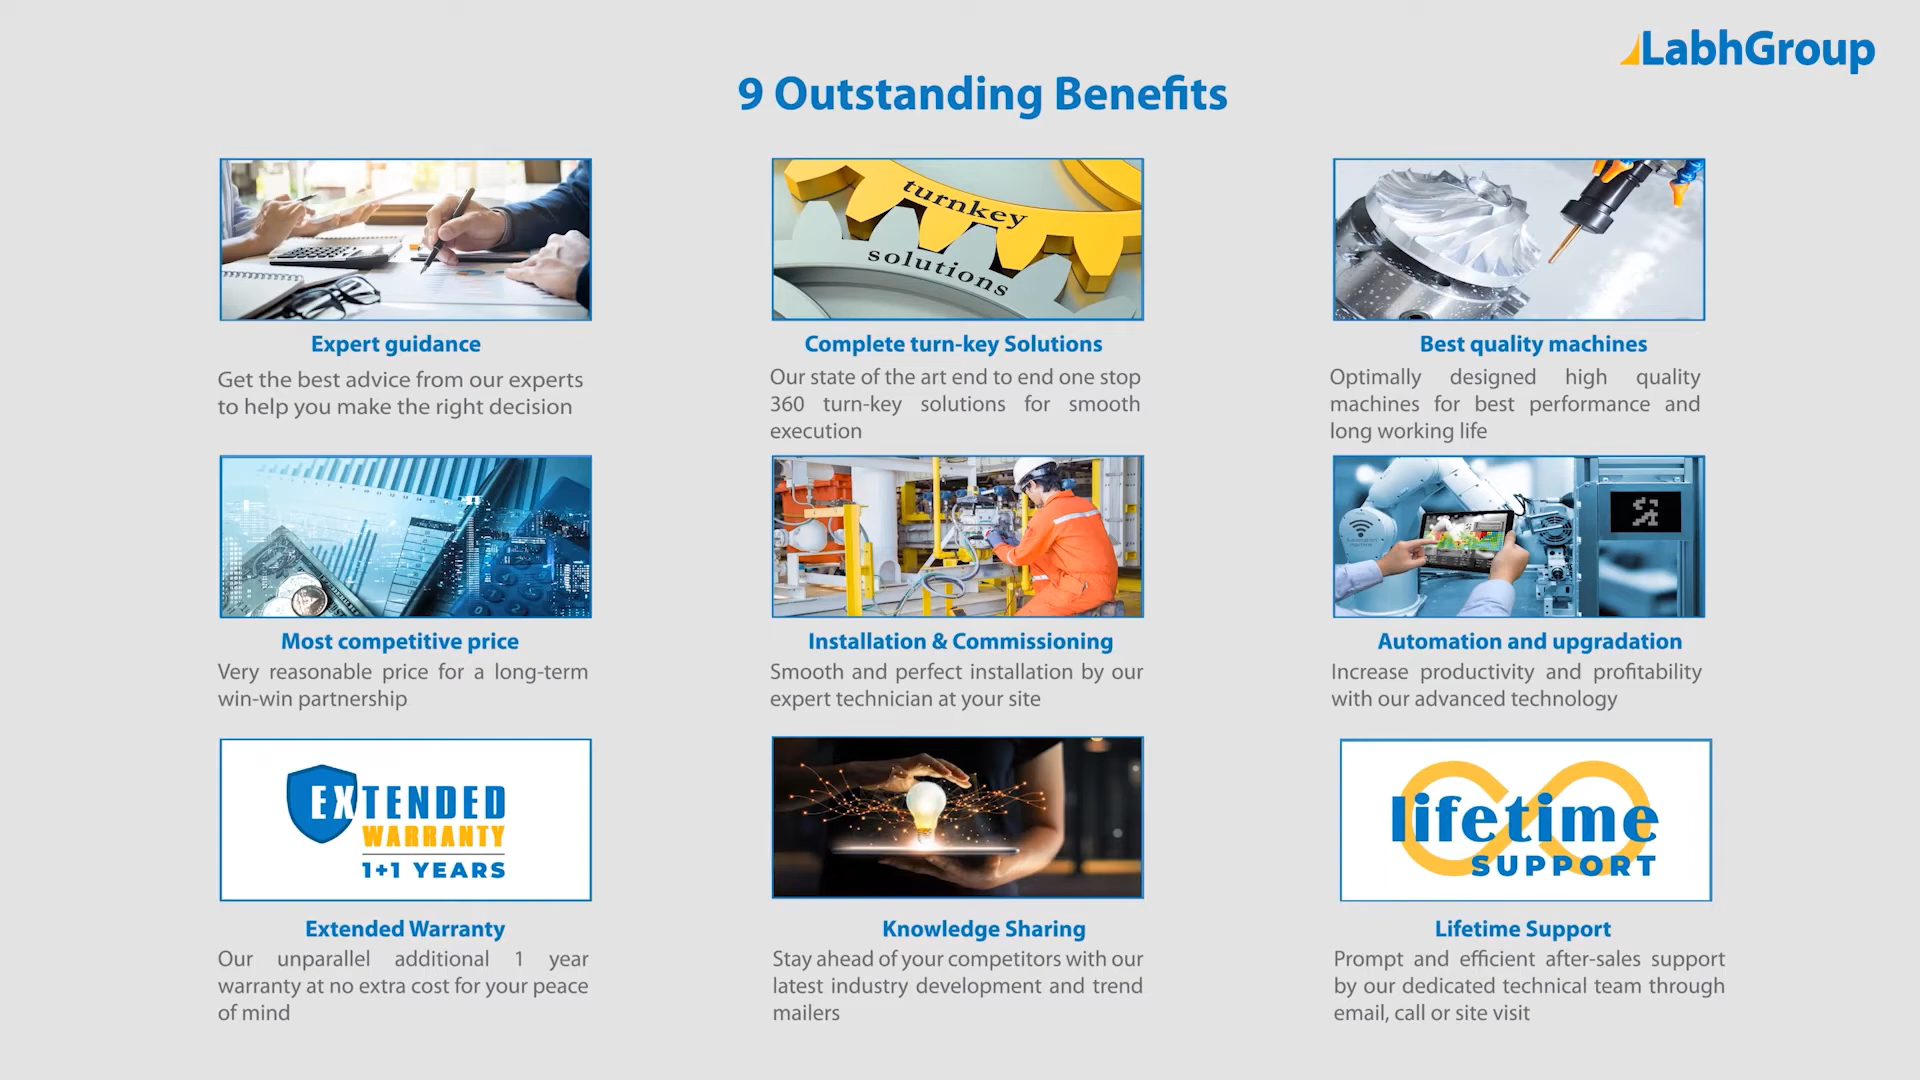 LabhGroup
9 Outstanding Benefits
turnkey
solutions
Expert guidance
Get the best advice from our experts
to help you make the right decision
Complete turn-key Solutions
Our state of the art end to end one stop
360 turn-key solutions for smooth
execution
Best quality machines
Optimally designed high quality
machines for best performance and
long working life
Most competitive price
Very reasonable price for a long-term
win-win partnership
Installation & Commissioning
Smooth and perfect installation by our
expert technician at your site
Automation and upgradation
Increase productivity and profitability
with our advanced technology
EXTENDED
WARRANTY
1+1 YEARS
Extended Warranty
Our unparallel additional 1 year
warranty at no extra cost for your peace
of mind
Knowledge Sharing
Stay ahead of your competitors with our
latest industry development and trend
mailers
lifetime
SUPPORT
Lifetime Support
Prompt and efficient after-sales support
by our dedicated technical team through
email, call or site visit